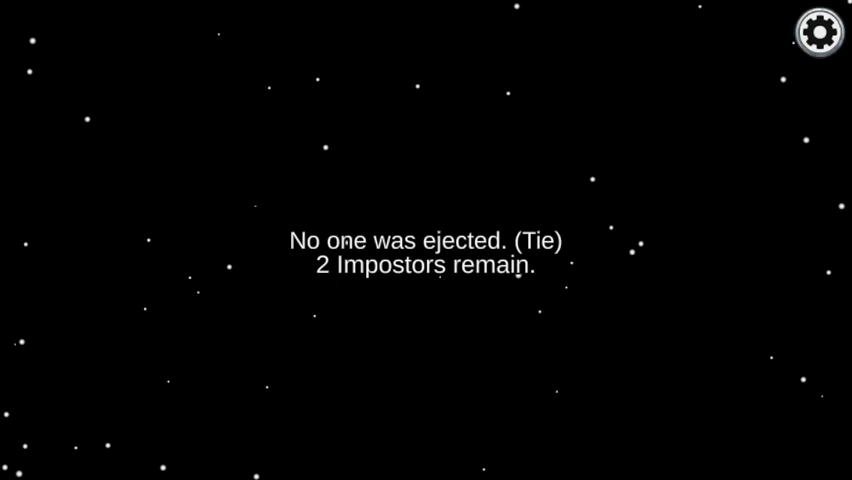 No one was ejected. (Tie)
2 Impostors remain.